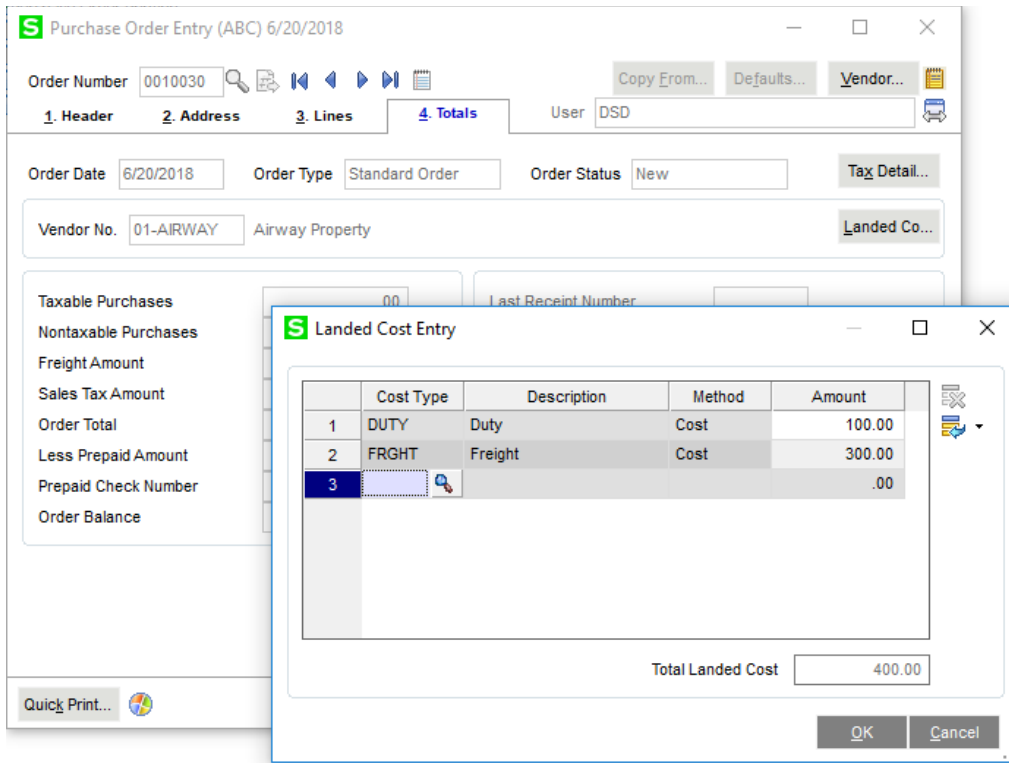 S Purchase Order Entry (ABC) 6/20/2018
Order Number 0010030 Copy From... Defaults... Vendor...
1. Header 2. Address 3. Lines 4. Totals User DSD
Order Date 6/20/2018 Order Type Standard Order Order Status New Tax Detail...
Vendor No. 01-AIRWAY Airway Property Landed Co...
Taxable Purchases .00 Last Receipt Number
Nontaxable Purchases
Freight Amount
Sales Tax Amount
Order Total
Less Prepaid Amount
Prepaid Check Number
Order Balance
Quick Print...
S Landed Cost Entry
Cost Type Description Method Amount
1 DUTY Duty Cost 100.00
2 FRGHT Freight Cost 300.00
3 .00
Total Landed Cost 400.00
OK Cancel